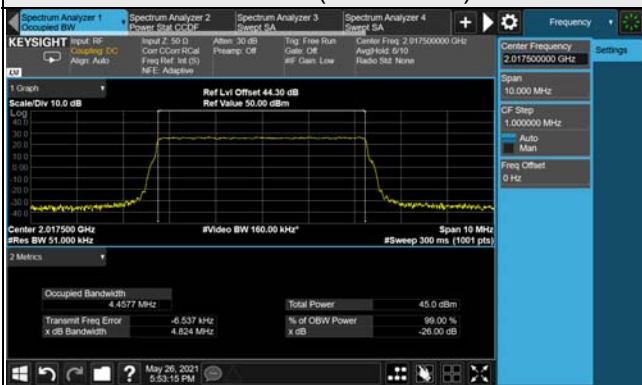 Spectrum Analyzer 1
Occupied BW
Spectrum Analyzer 2
Power Stat CCDF
Spectrum Analyzer 3
Swept SA
Spectrum Analyzer 4
Swept SA
Frequency
KEYSIGHT
Input: RF
Coupling: DC
Align: Auto
Input Z: 50 Ω
Corr CCorr RCal
Freq Ref: Int (S)
NFE: Adaptive
Atten: 30 dB
Preamp: Off
Trig: Free Run
Gate: Off
#IF Gain: Low
Center Freq: 2.017500000 GHz
Avg|Hold: 6/10
Radio Std: None
LXI
Center Frequency
2.017500000 GHz
Settings
Span
10.000 MHz
CF Step
1.000000 MHz
Auto
Man
Freq Offset
0 Hz
1 Graph
Scale/Div 10.0 dB
Ref Lvl Offset 44.30 dB
Ref Value 50.00 dBm
Log
40.0
30.0
20.0
10.0
0.00
-10.0
-20.0
-30.0
-40.0
Center 2.017500 GHz
#Res BW 51.000 kHz
#Video BW 160.00 kHz*
Span 10 MHz
#Sweep 300 ms (1001 pts)
2 Metrics
Occupied Bandwidth
4.4577 MHz
Total Power 45.0 dBm
Transmit Freq Error -6.537 kHz
% of OBW Power 99.00 %
x dB Bandwidth 4.824 MHz
x dB -26.00 dB
?
May 26, 2021
5:53:15 PM